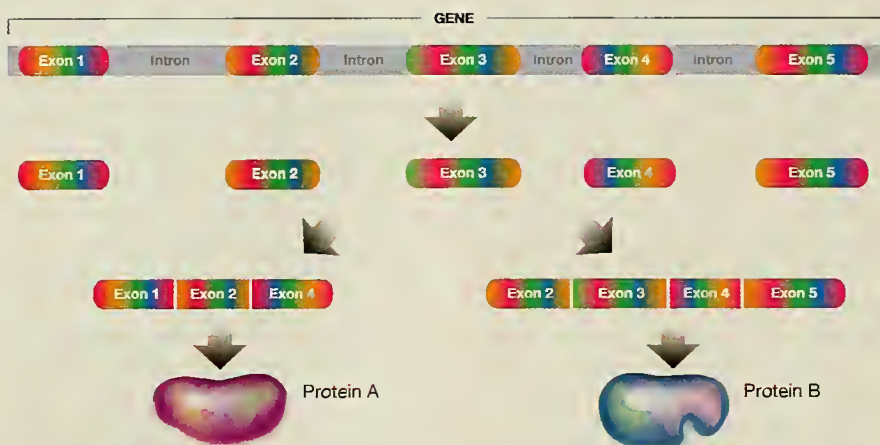 GENE
Exon 1 Intron Exon 2 Intron Exon 3 Intron Exon 4 Intron Exon 5
Exon 1 Exon 2 Exon 3 Exon 4 Exon 5
Exon 1 Exon 2 Exon 4
Exon 2 Exon 3 Exon 4 Exon 5
Protein A
Protein B